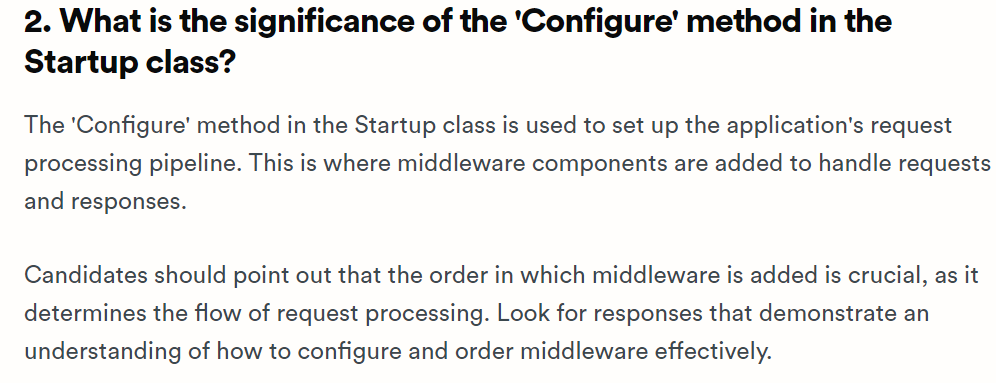 2. What is the significance of the 'Configure' method in the
Startup class?
The 'Configure' method in the Startup class is used to set up the application's request
processing pipeline. This is where middleware components are added to handle requests
and responses.
Candidates should point out that the order in which middleware is added is crucial, as it
determines the flow of request processing. Look for responses that demonstrate an
understanding of how to configure and order middleware effectively.